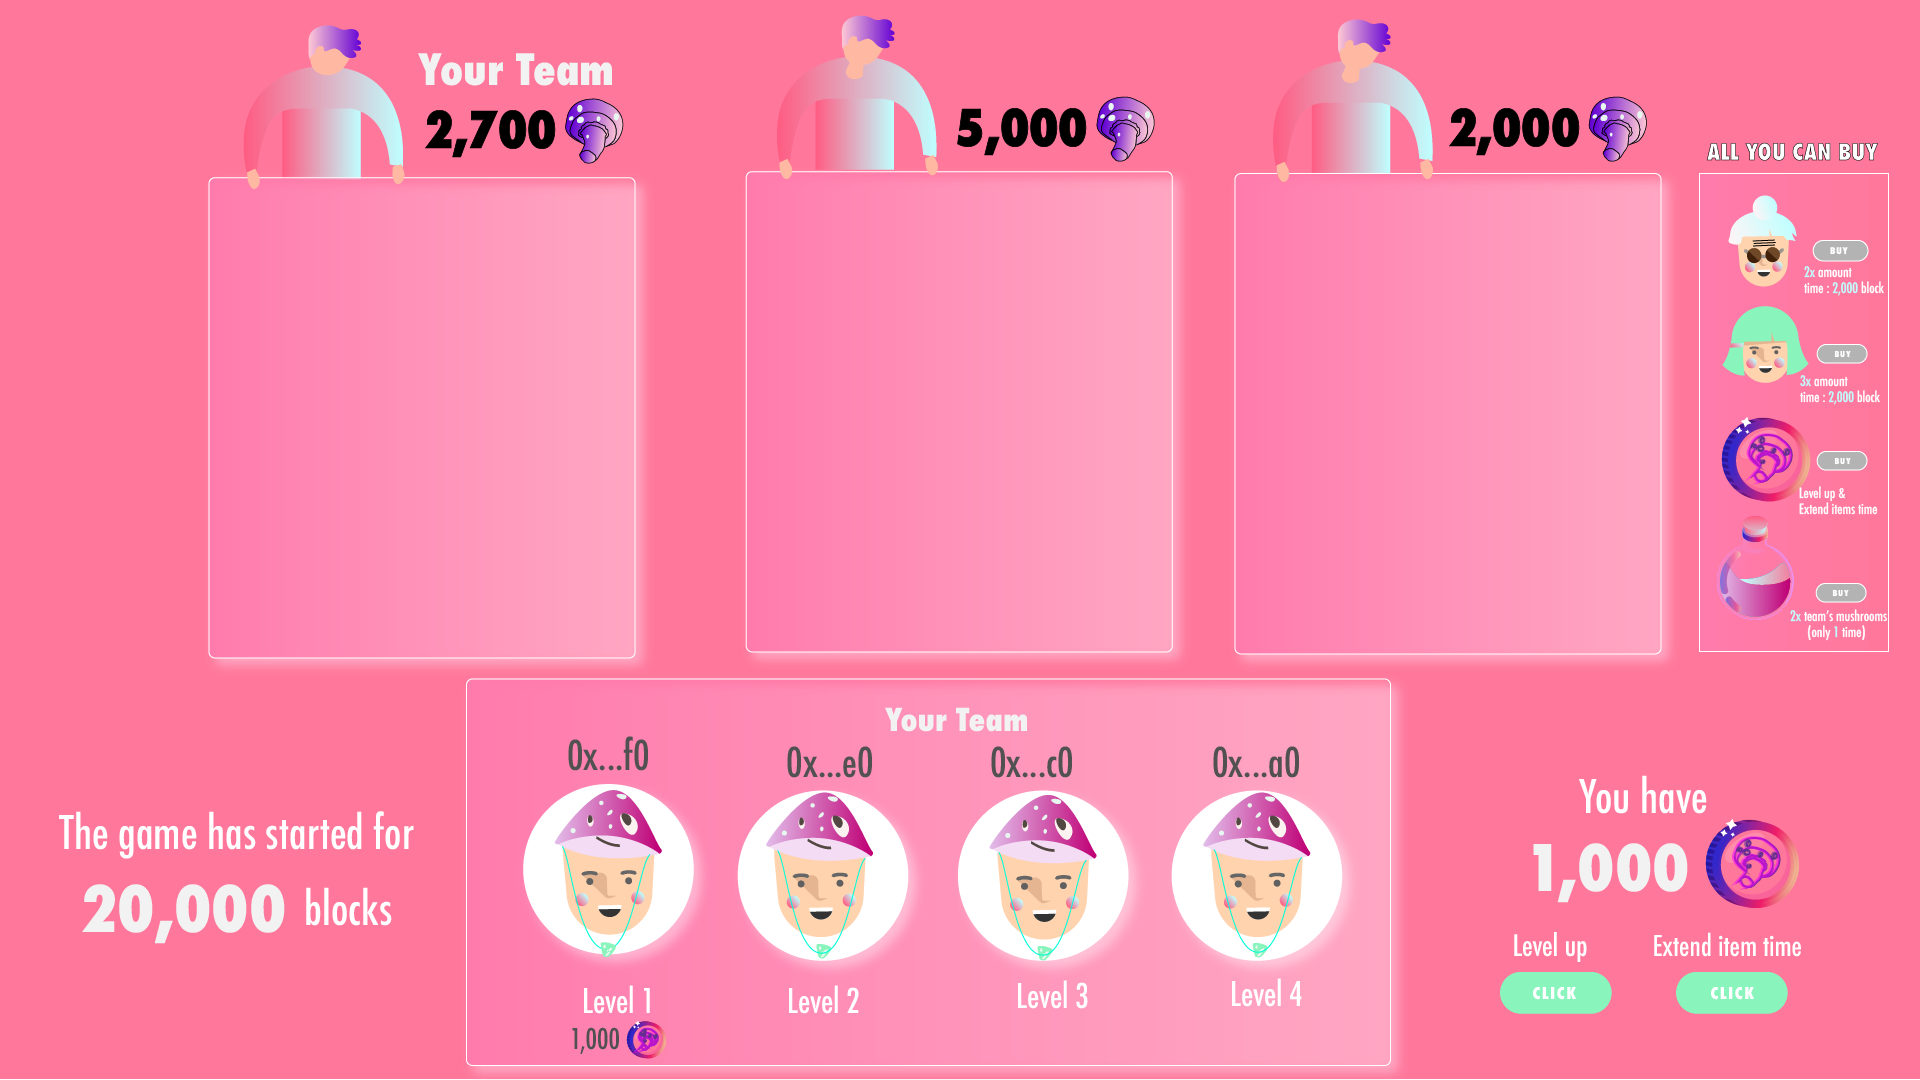 Your Team
2,700
5,000
2,000
ALL YOU CAN BUY
BUY
2x amount
time : 2,000 block
BUY
3x amount
time : 2,000 block
BUY
Level up &
Extend items time
BUY
2x team's mushrooms
(only 1 time)
The game has started for
20,000 blocks
Your Team
0x...f0
0x...e0
0x...c0
0x...a0
Level 1
Level 2
Level 3
Level 4
1,000
You have
1,000
Level up
Extend item time
CLICK
CLICK